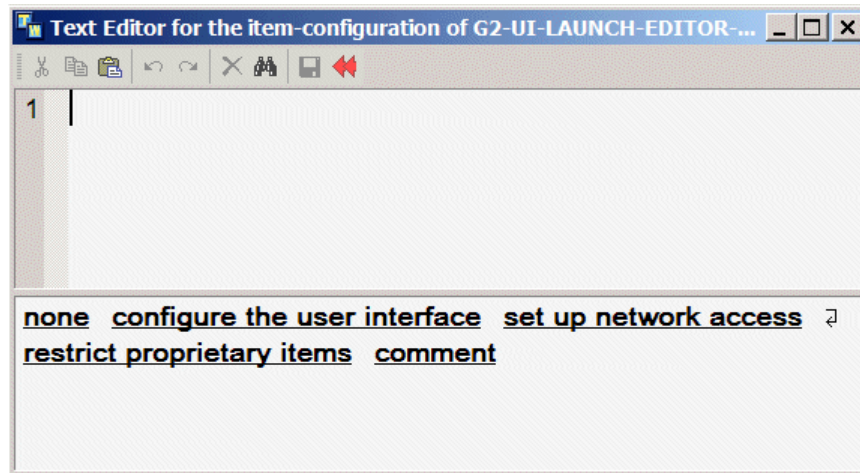 Text Editor for the item-configuration of G2-UI-LAUNCH-EDITOR-...
1
none configure the user interface set up network access
restrict proprietary items comment